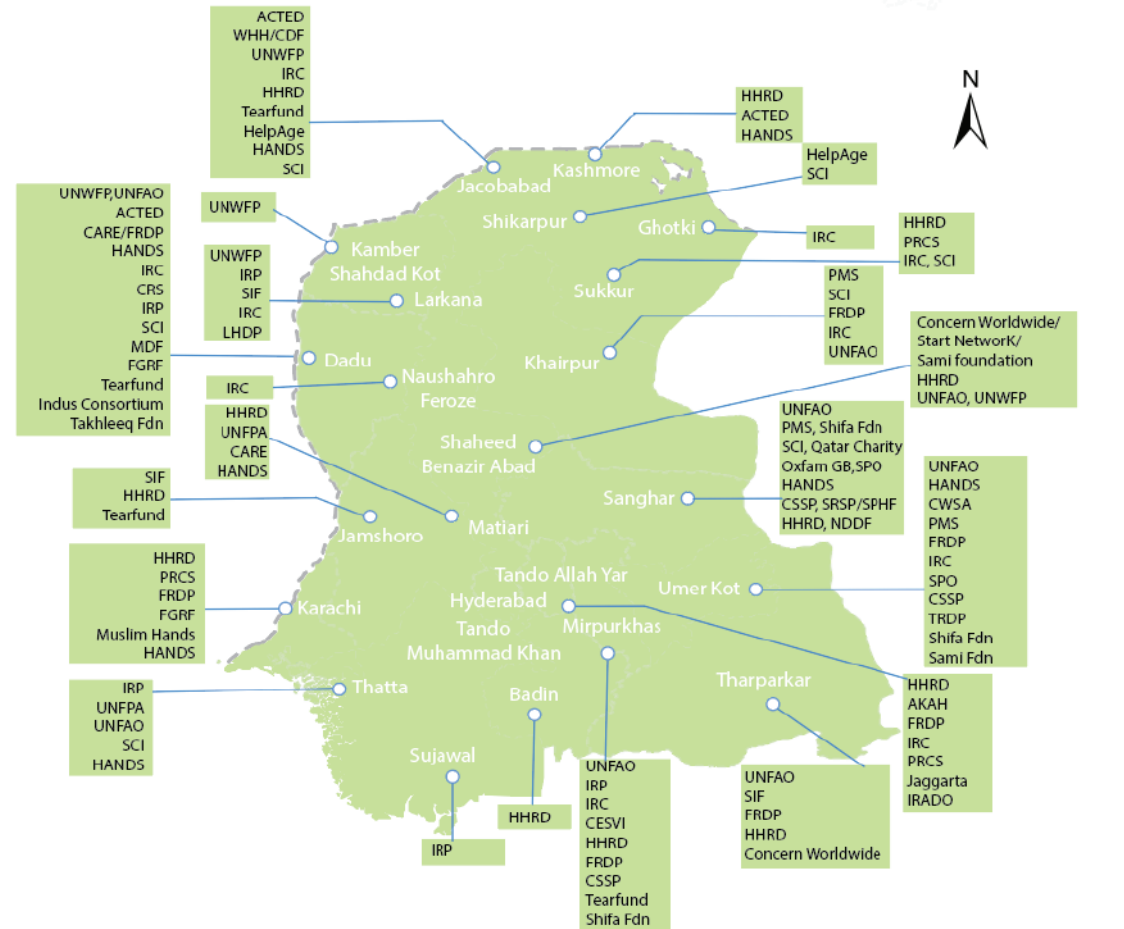 ACTED
WHH/CDF
UNWFP
IRC
HHRD
Tearfund
HelpAge
HANDS
SCI
N
HHRD
ACTED
HANDS
HelpAge
SCI
Jacobabad
Kashmore
Shikarpur
Ghotki
IRC
HHRD
PRCS
IRC, SCI
Sukkur
UNWFP
Kamber
Shahdad Kot
UNWFP
IRP
SIF
IRC
LHDP
Larkana
UNWFP,UNFAO
ACTED
CARE/FRDP
HANDS
IRC
CRS
IRP
SCI
MDF
FGRF
Tearfund
Indus Consortium
Takhleeq Fdn
Dadu
PMS
SCI
FRDP
IRC
UNFAO
Khairpur
Concern Worldwide/
Start NetworK/
Sami foundation
HHRD
UNFAO, UNWFP
IRC
Naushahro
Feroze
HHRD
UNFPA
CARE
HANDS
Shaheed
Benazir Abad
UNFAO
PMS, Shifa Fdn
SCI, Qatar Charity
Oxfam GB,SPO
HANDS
CSSP, SRSP/SPHF
HHRD, NDDF
Sanghar
UNFAO
HANDS
CWSA
PMS
FRDP
IRC
SPO
CSSP
TRDP
Shifa Fdn
Sami Fdn
SIF
HHRD
Tearfund
Jamshoro
Matiari
HHRD
PRCS
FRDP
FGRF
Muslim Hands
HANDS
Karachi
Tando Allah Yar
Hyderabad
Mirpurkhas
Tando
Muhammad Khan
Umer Kot
IRP
UNFPA
UNFAO
SCI
HANDS
Thatta
Badin
Tharparkar
HHRD
AKAH
FRDP
IRC
PRCS
Jaggarta
IRADO
Sujawal
IRP
HHRD
UNFAO
IRP
IRC
CESVI
HHRD
FRDP
CSSP
Tearfund
Shifa Fdn
UNFAO
SIF
FRDP
HHRD
Concern Worldwide